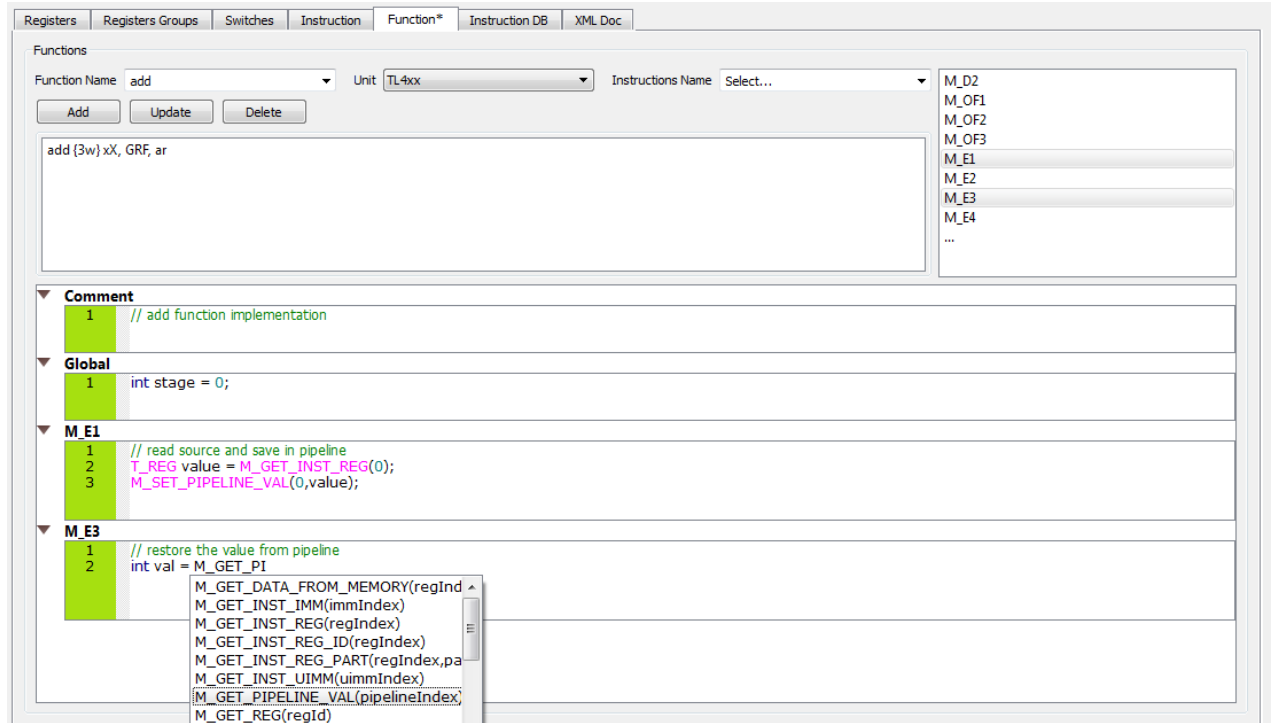 Registers Registers Groups Switches Instruction Function* Instruction DB XML Doc
Functions
Function Name add Unit TL4xx Instructions Name Select...
Add Update Delete
add {3w} xX, GRF, ar
M_D2
M_OF1
M_OF2
M_OF3
M_E1
M_E2
M_E3
M_E4
...
Comment
1 // add function implementation
Global
1 int stage = 0;
M_E1
1 // read source and save in pipeline
2 T_REG value = M_GET_INST_REG(0);
3 M_SET_PIPELINE_VAL(0,value);
M_E3
1 // restore the value from pipeline
2 int val = M_GET_PI
M_GET_DATA_FROM_MEMORY(regInd
M_GET_INST_IMM(immIndex)
M_GET_INST_REG(regIndex)
M_GET_INST_REG_ID(regIndex)
M_GET_INST_REG_PART(regIndex,pa
M_GET_INST_UIMM(uimmIndex)
M_GET_PIPELINE_VAL(pipelineIndex)
M_GET_REG(regId)